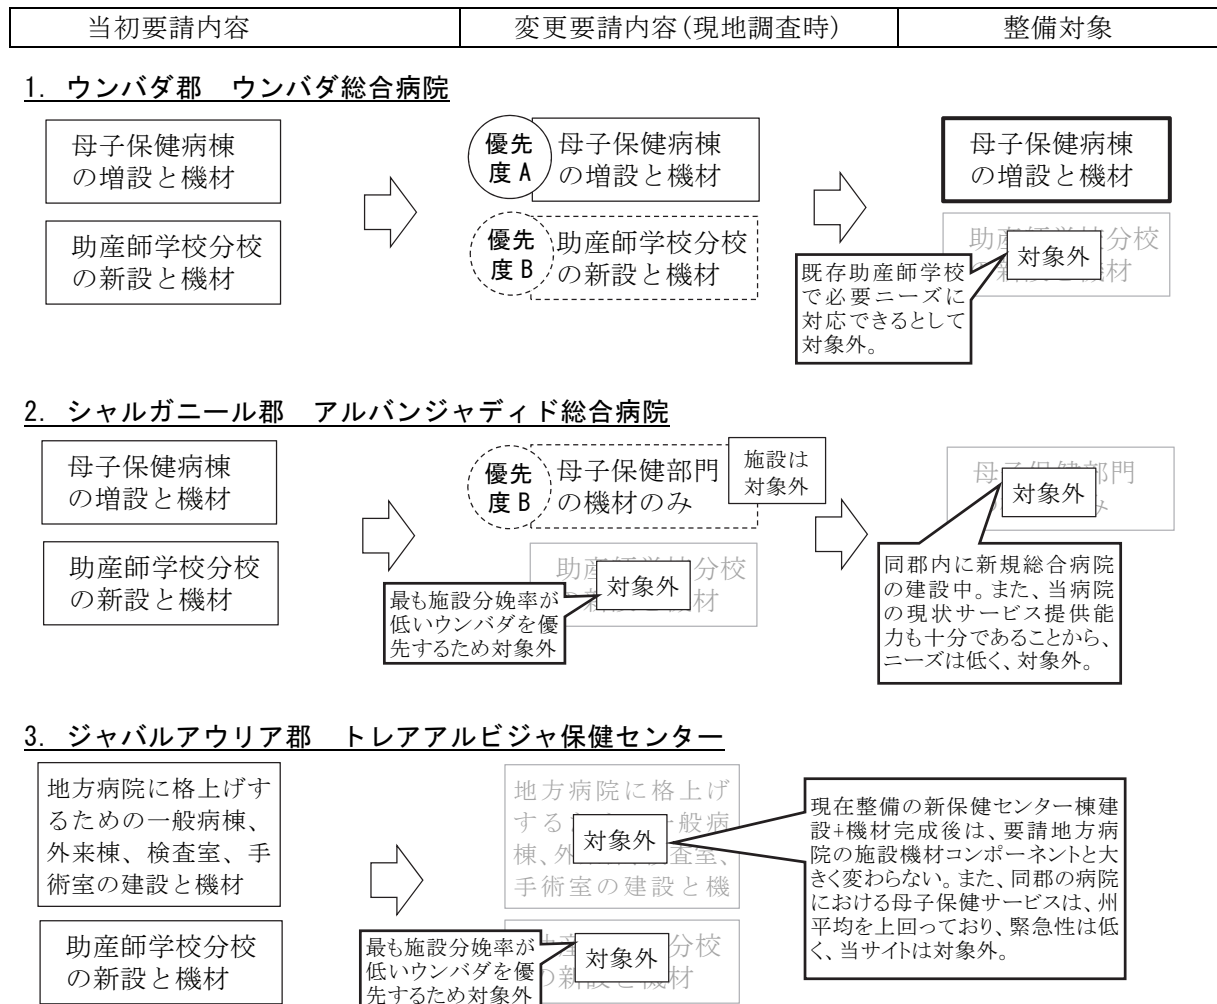 当初要請内容
変更要請内容(現地調査時)
整備対象
1. ウンバダ郡　ウンバダ総合病院
母子保健病棟
の増設と機材
助産師学校分校
の新設と機材
優先
度 A
母子保健病棟
の増設と機材
優先
度 B
助産師学校分校
の新設と機材
母子保健病棟
の増設と機材
対象外
既存助産師学校
で必要ニーズに
対応できるとして
対象外。
2. シャルガニール郡　アルバンジャディド総合病院
母子保健病棟
の増設と機材
助産師学校分校
の新設と機材
優先
度 B
母子保健部門
の機材のみ
施設は
対象外
対象外
最も施設分娩率が
低いウンバダを優
先するため対象外
対象外
同郡内に新規総合病院
の建設中。また、当病院
の現状サービス提供能
力も十分であることから、
ニーズは低く、対象外。
3. ジャバルアウリア郡　トレアアルビジャ保健センター
地方病院に格上げす
るための一般病棟、
外来棟、検査室、手
術室の建設と機材
助産師学校分校
の新設と機材
地方病院に格上げ
対象外
手術室の建設と機
現在整備の新保健センター棟建
設+機材完成後は、要請地方病
院の施設機材コンポーネントと大
きく変わらない。また、同郡の病院
における母子保健サービスは、州
平均を上回っており、緊急性は低
く、当サイトは対象外。
対象外
最も施設分娩率が
低いウンバダを優
先するため対象外